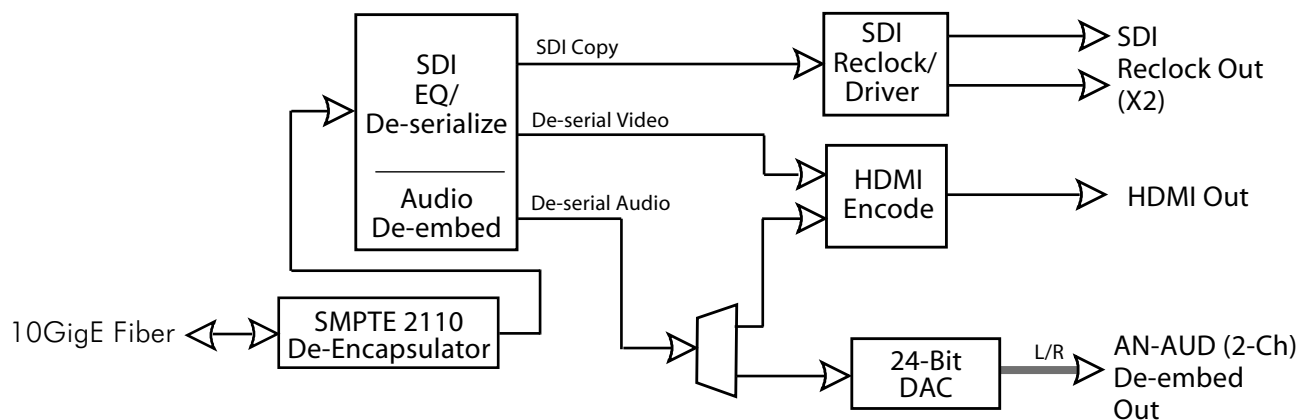 SDI
EQ/
De-serialize
Audio
De-embed
SDI Copy
De-serial Video
De-serial Audio
SDI
Reclock/
Driver
SDI
Reclock Out
(X2)
HDMI
Encode
HDMI Out
10GigE Fiber
SMPTE 2110
De-Encapsulator
24-Bit
DAC
L/R
AN-AUD (2-Ch)
De-embed
Out